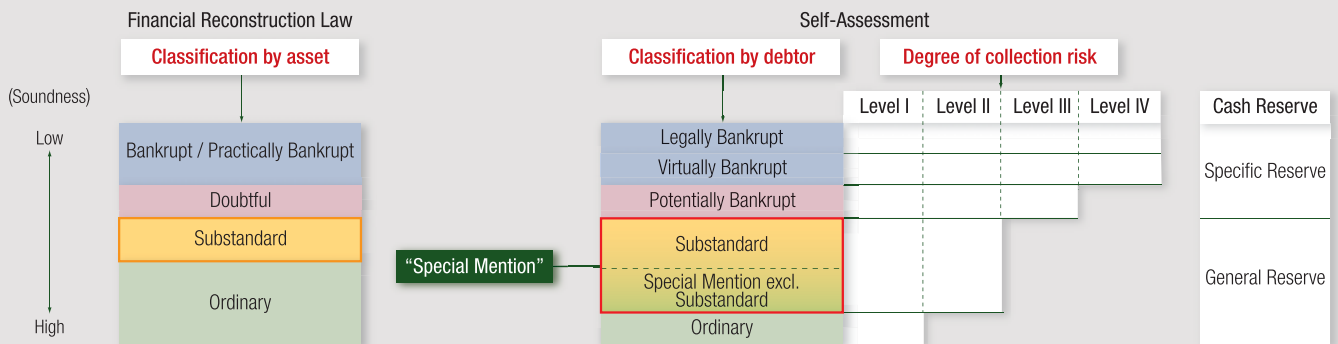 Financial Reconstruction Law
Self-Assessment
Classification by asset
Classification by debtor
Degree of collection risk
(Soundness)
Level I
Level II
Level III
Level IV
Cash Reserve
Low
Bankrupt / Practically Bankrupt
Legally Bankrupt
Virtually Bankrupt
Specific Reserve
Doubtful
Potentially Bankrupt
Substandard
Substandard
“Special Mention”
Special Mention excl.
Substandard
General Reserve
Ordinary
High
Ordinary